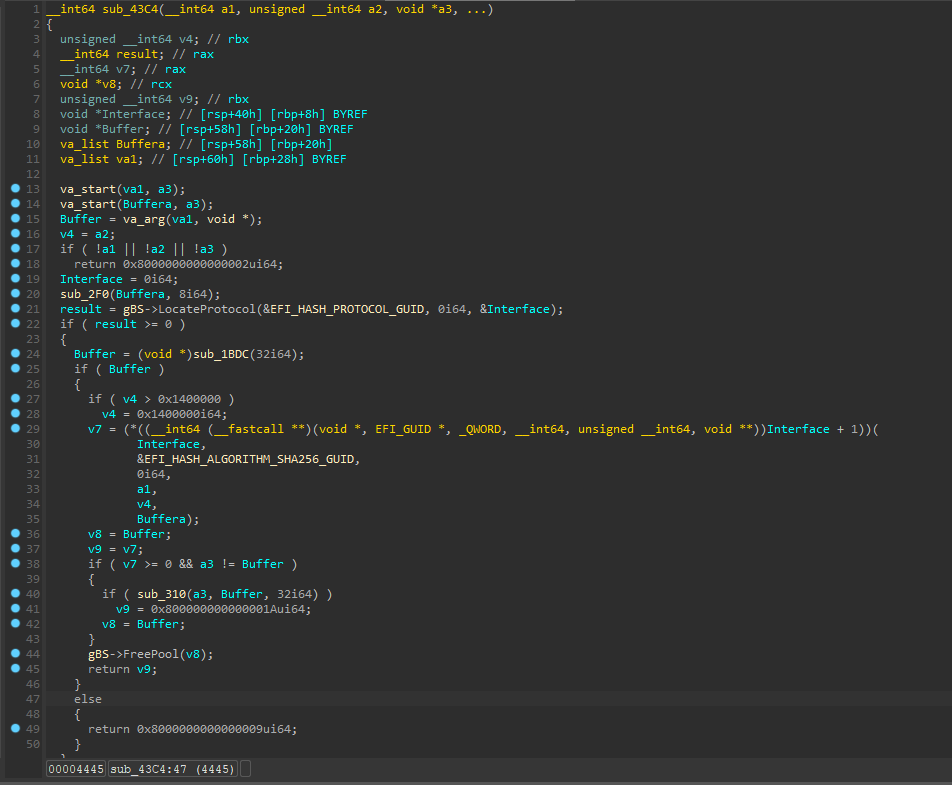 1 __int64 sub_43C4(__int64 a1, unsigned __int64 a2, void *a3, ...)
2 {
3   unsigned __int64 v4; // rbx
4   __int64 result; // rax
5   __int64 v7; // rax
6   void *v8; // rcx
7   unsigned __int64 v9; // rbx
8   void *Interface; // [rsp+40h] [rbp+8h] BYREF
9   void *Buffer; // [rsp+58h] [rbp+20h] BYREF
10   va_list Buffera; // [rsp+58h] [rbp+20h]
11   va_list va1; // [rsp+60h] [rbp+28h] BYREF
12
13   va_start(va1, a3);
14   va_start(Buffera, a3);
15   Buffer = va_arg(va1, void *);
16   v4 = a2;
17   if ( !a1 || !a2 || !a3 )
18     return 0x8000000000000002ui64;
19   Interface = 0i64;
20   sub_2F0(Buffera, 8i64);
21   result = gBS->LocateProtocol(&EFI_HASH_PROTOCOL_GUID, 0i64, &Interface);
22   if ( result >= 0 )
23   {
24     Buffer = (void *)sub_1BDC(32i64);
25     if ( Buffer )
26     {
27       if ( v4 > 0x1400000 )
28         v4 = 0x1400000i64;
29       v7 = (*((__int64 (__fastcall **)(void *, EFI_GUID *, _QWORD, __int64, unsigned __int64, void **))Interface + 1))(
30              Interface,
31              &EFI_HASH_ALGORITHM_SHA256_GUID,
32              0i64,
33              a1,
34              v4,
35              Buffera);
36       v8 = Buffer;
37       v9 = v7;
38       if ( v7 >= 0 && a3 != Buffer )
39       {
40         if ( sub_310(a3, Buffer, 32i64) )
41           v9 = 0x800000000000001Aui64;
42         v8 = Buffer;
43       }
44       gBS->FreePool(v8);
45       return v9;
46     }
47     else
48     {
49       return 0x8000000000000009ui64;
50     }
00004445 sub_43C4:47 (4445)